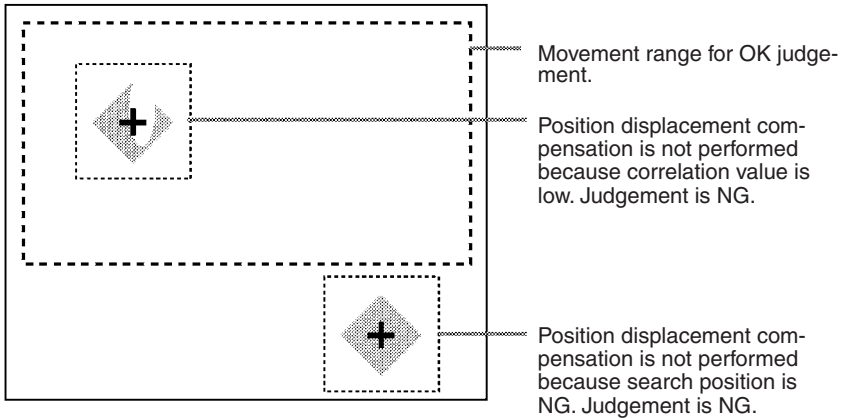 Movement range for OK judge-
ment.
Position displacement com-
pensation is not performed
because correlation value is
low. Judgement is NG.
Position displacement com-
pensation is not performed
because search position is
NG. Judgement is NG.